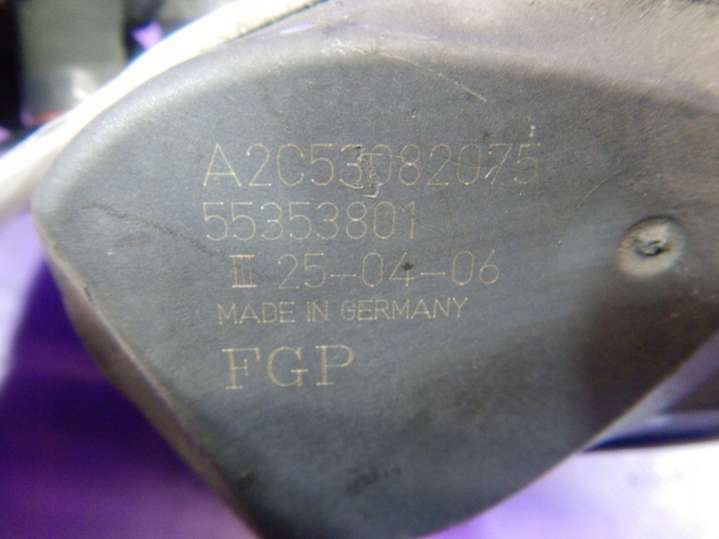 A2C53082075
55353801
III 25-04-06
MADE IN GERMANY
FGP